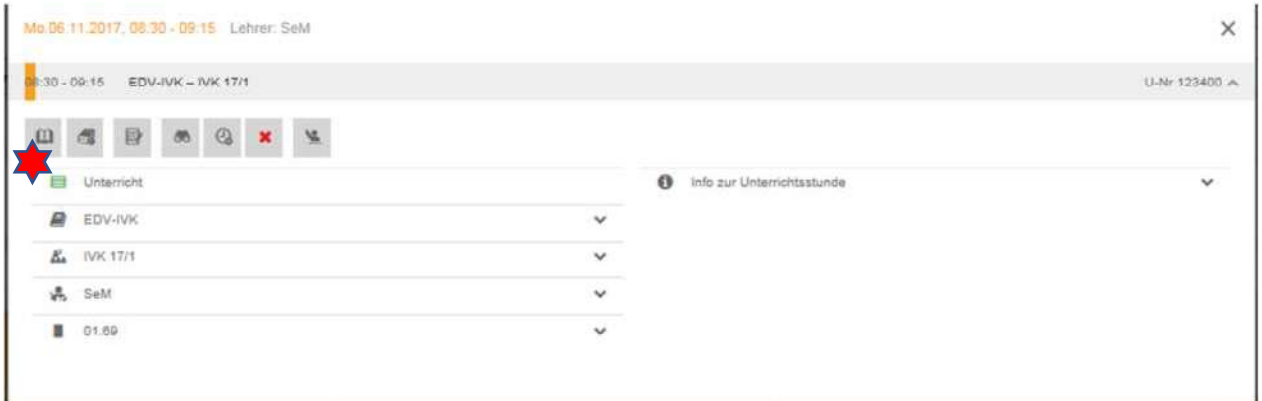 Mo.06.11.2017, 08:30 - 09:15 Lehrer: SeM
08:30 - 09:15 EDV-IVK – IVK 17/1 U-Nr 123400
Unterricht
EDV-IVK
IVK 17/1
SeM
01.69
Info zur Unterrichtsstunde